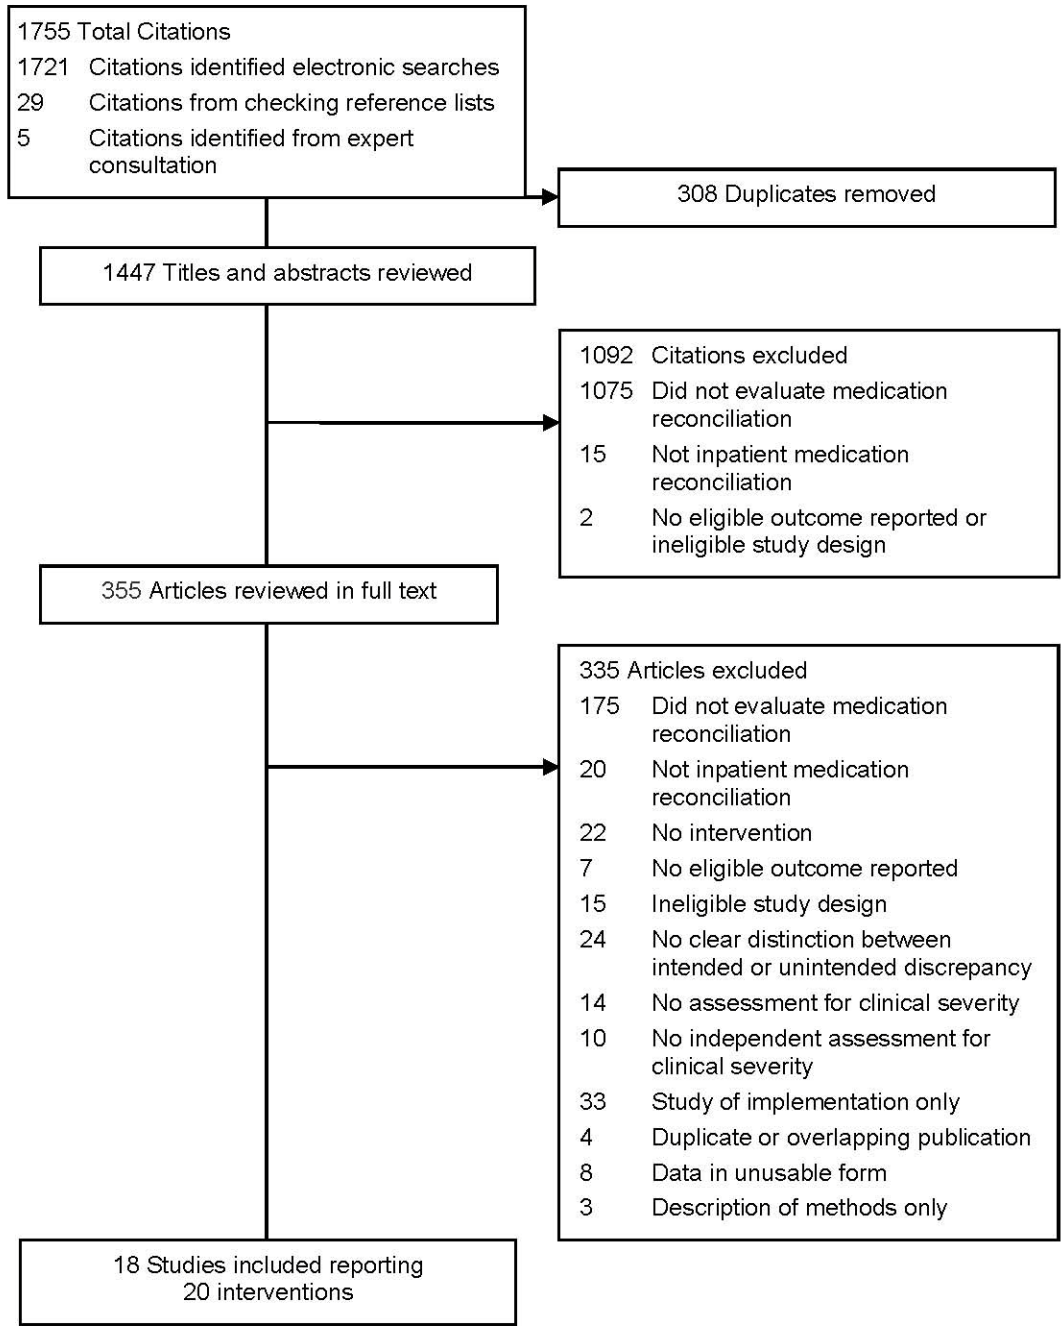 1755 Total Citations
1721 Citations identified electronic searches
29 Citations from checking reference lists
5 Citations identified from expert
consultation
308 Duplicates removed
1447 Titles and abstracts reviewed
1092 Citations excluded
1075 Did not evaluate medication
reconciliation
15 Not inpatient medication
reconciliation
2 No eligible outcome reported or
ineligible study design
355 Articles reviewed in full text
335 Articles excluded
175 Did not evaluate medication
reconciliation
20 Not inpatient medication
reconciliation
22 No intervention
7 No eligible outcome reported
15 Ineligible study design
24 No clear distinction between
intended or unintended discrepancy
14 No assessment for clinical severity
10 No independent assessment for
clinical severity
33 Study of implementation only
4 Duplicate or overlapping publication
8 Data in unusable form
3 Description of methods only
18 Studies included reporting
20 interventions